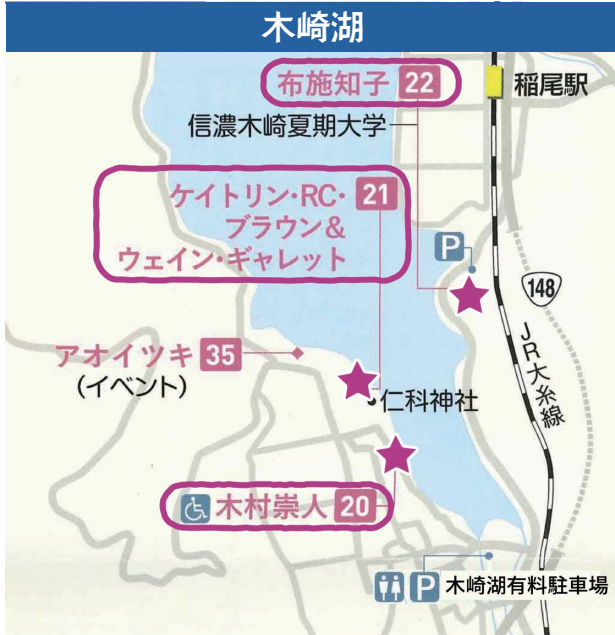 木崎湖
布施知子 22
稲尾駅
信濃木崎夏期大学
ケイトリン・RC・ 21
ブラウン&
ウェイン・ギャレット
P
148
JR大糸線
アオイツキ 35
(イベント)
仁科神社
木村崇人 20
P 木崎湖有料駐車場